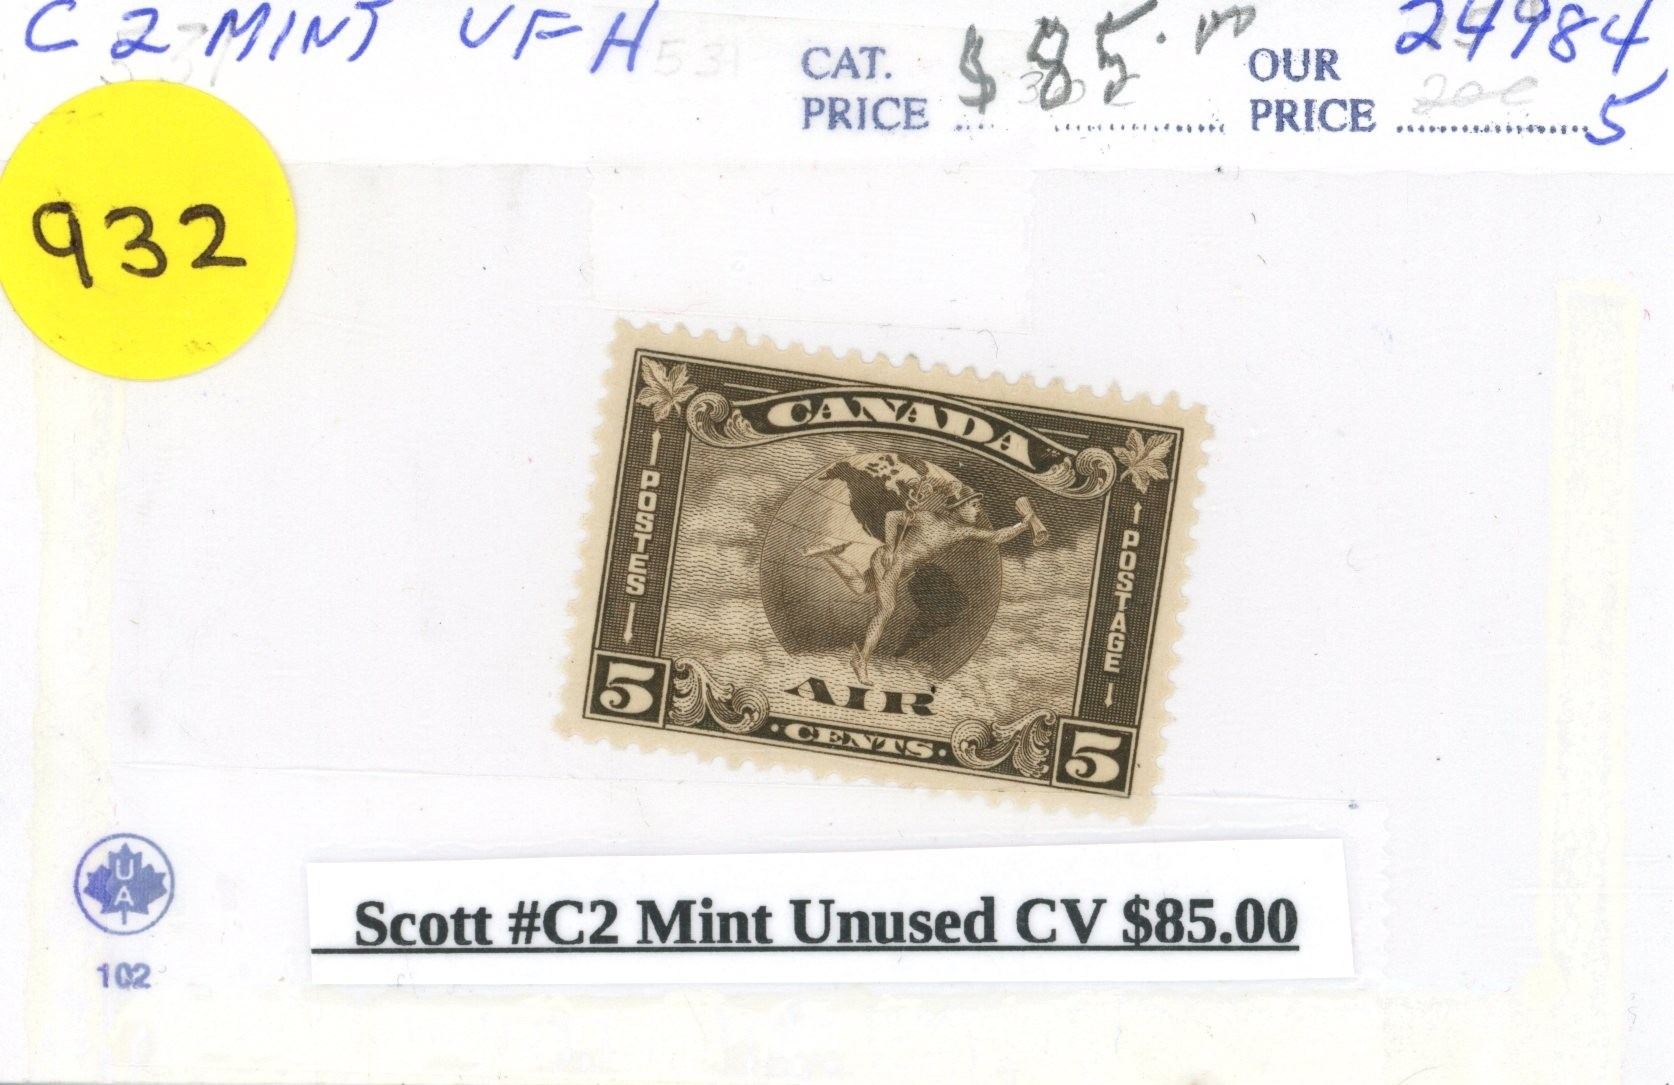 C 2 MINT VF H
CAT. PRICE $ 85.00
OUR PRICE
24984,
5
932
CANADA
POSTES
POSTAGE
AIR
5 CENTS 5
UA
102
Scott #C2 Mint Unused CV $85.00